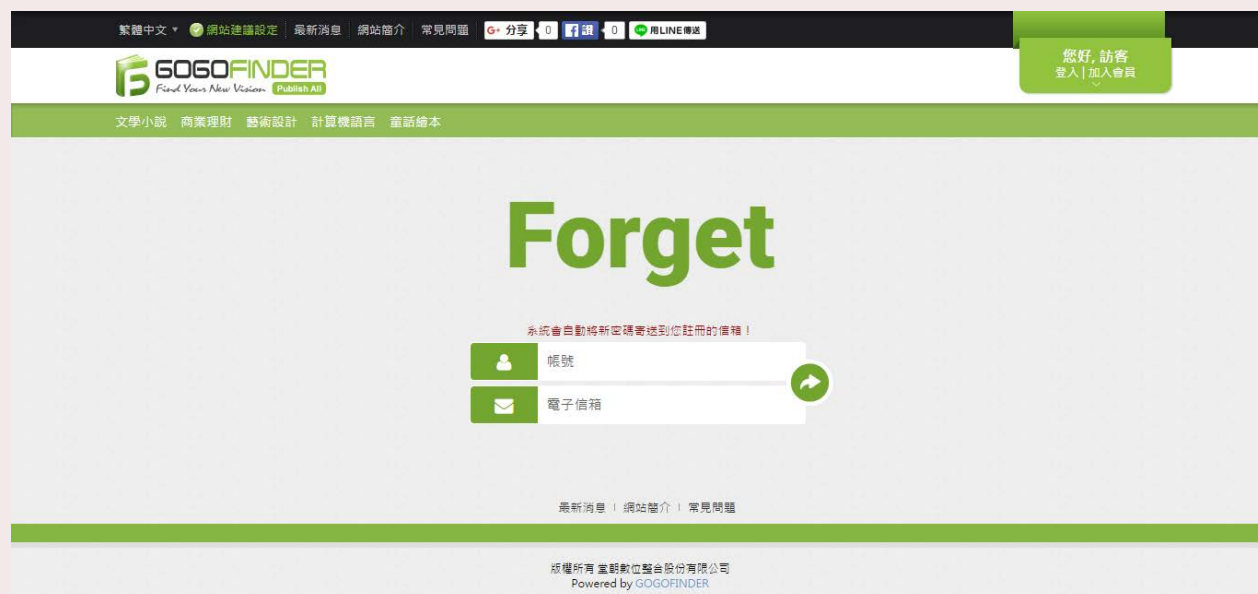 繁體中文 ▼ 網站建議設定 最新消息 網站簡介 常見問題 G+ 分享 0 讚 0 用LINE傳送
您好, 訪客
登入 | 加入會員
GOGOFINDER
Find Your New Vision Publish All
文學小說 商業理財 藝術設計 計算機語言 童話繪本
Forget
系統會自動將新密碼寄送到您註冊的信箱！
帳號
電子信箱
最新消息 | 網站簡介 | 常見問題
版權所有 堂朝數位整合股份有限公司
Powered by GOGOFINDER